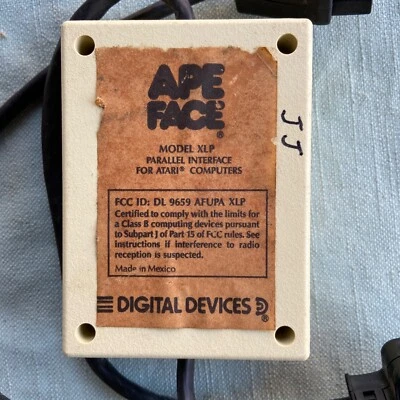 APE
FACE
MODEL XLP
PARALLEL INTERFACE
FOR ATARI® COMPUTERS
FCC ID: DL 9659 AFUPA XLP
Certified to comply with the limits for
a Class B computing devices pursuant
to Subpart J of Part 15 of FCC rules. See
instructions if interference to radio
reception is suspected.
Made in Mexico
DIGITAL DEVICES ®
JJ